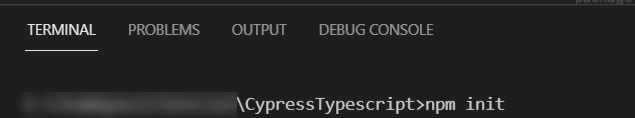 TERMINAL PROBLEMS OUTPUT DEBUG CONSOLE
\CypressTypescript>npm init